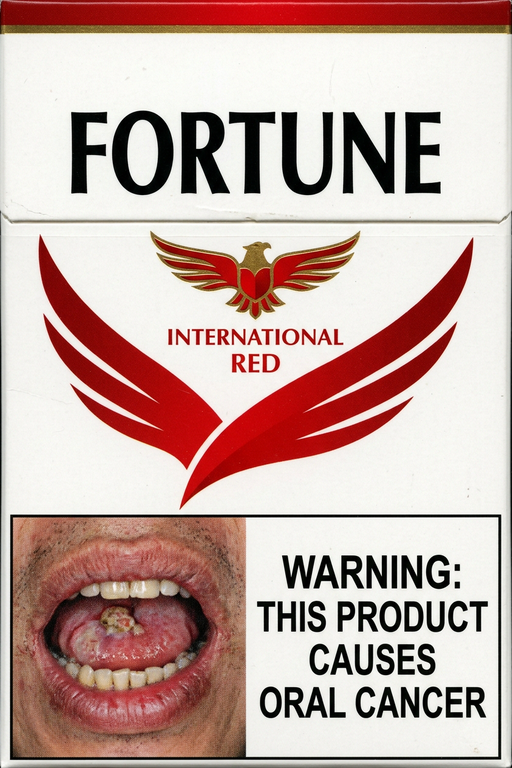 FORTUNE
INTERNATIONAL
RED
WARNING:
THIS PRODUCT
CAUSES
ORAL CANCER